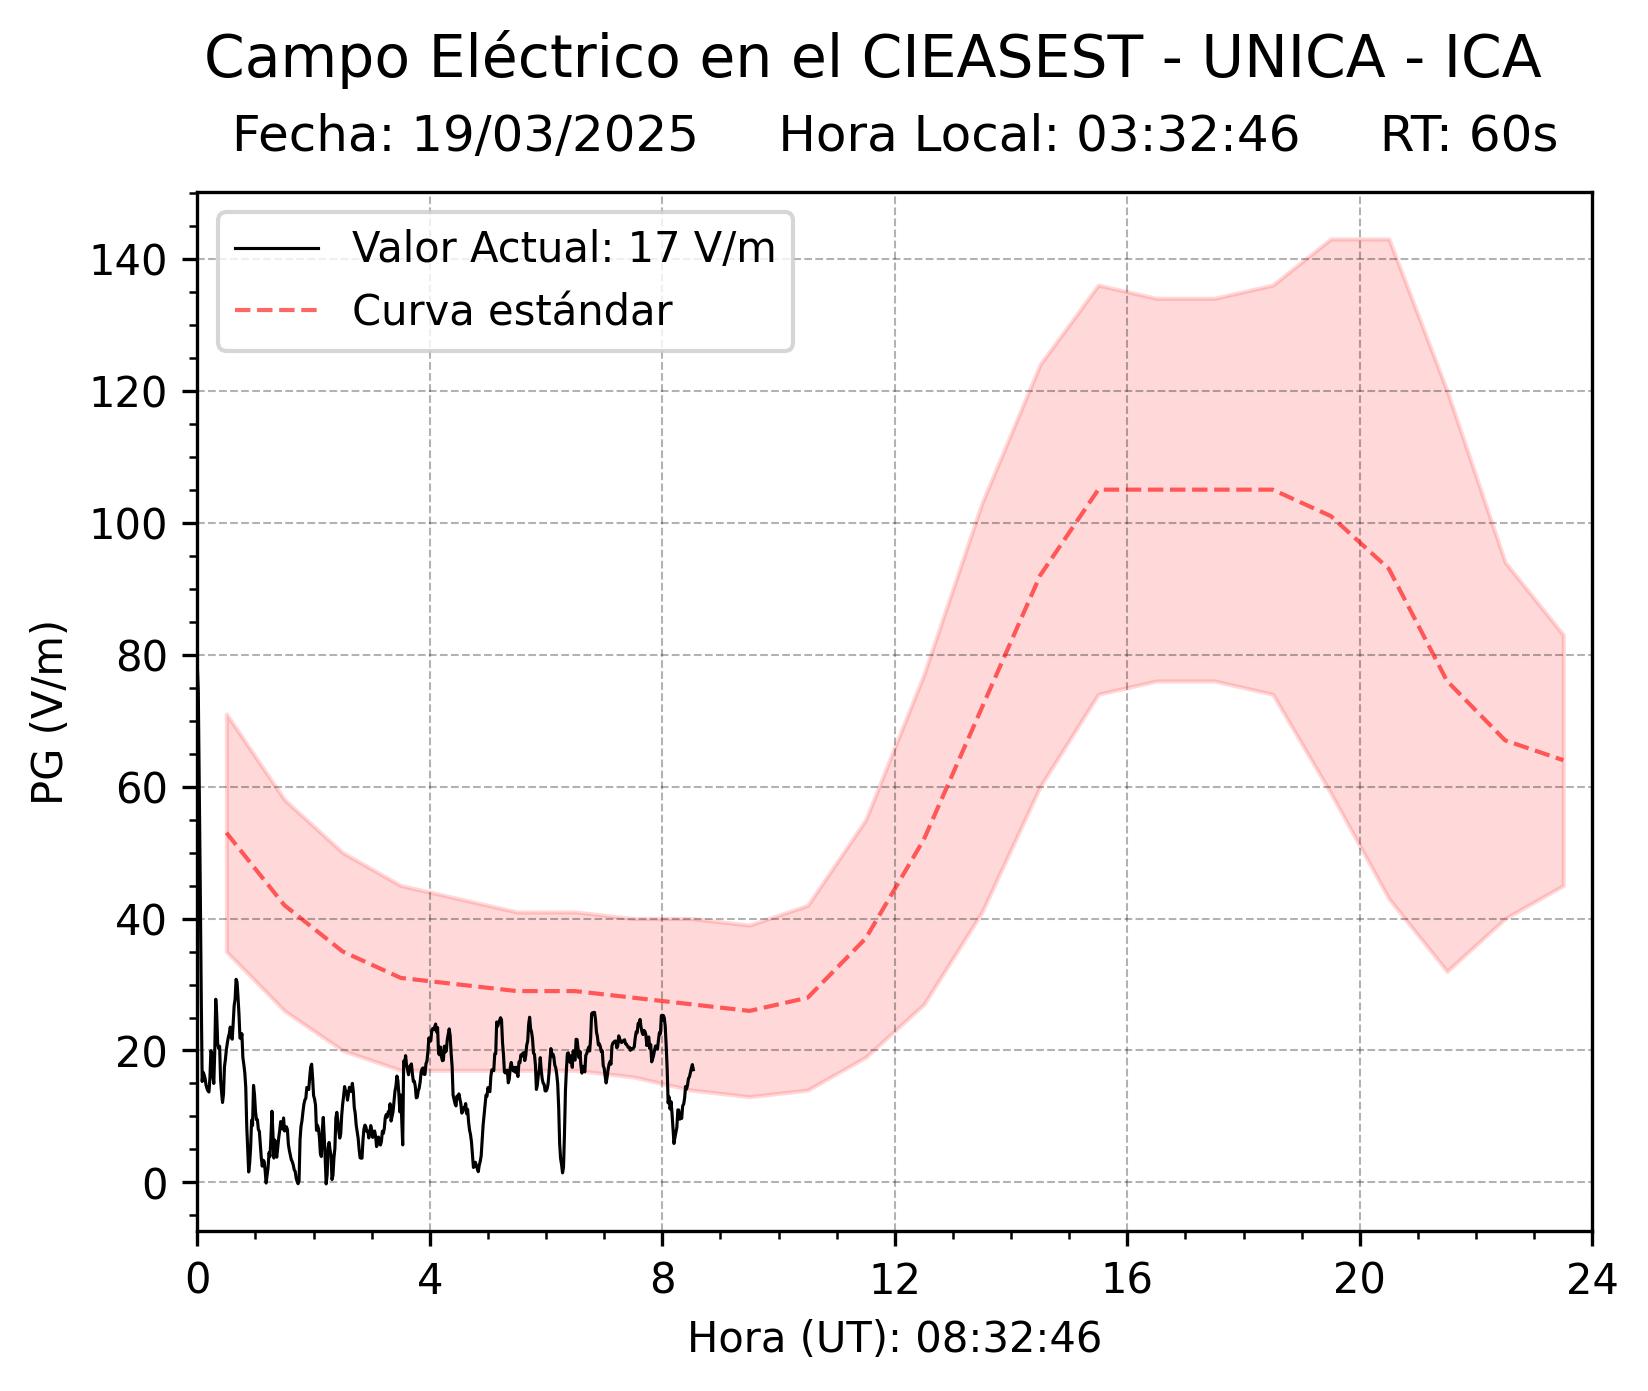 Campo Eléctrico en el CIEASEST - UNICA - ICA
Fecha: 19/03/2025 Hora Local: 03:32:46 RT: 60s
Valor Actual: 17 V/m
Curva estándar
140
120
100
80
60
40
20
0
PG (V/m)
0 4 8 12 16 20 24
Hora (UT): 08:32:46